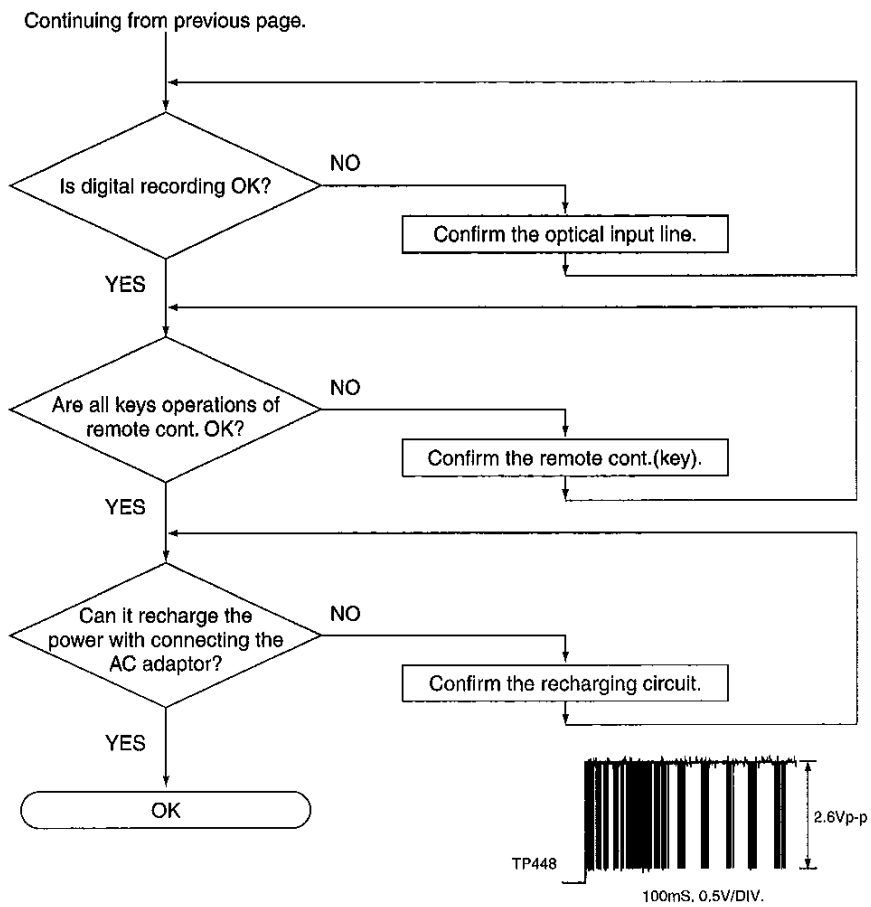 Continuing from previous page.
Is digital recording OK?
NO
Confirm the optical input line.
YES
Are all keys operations of
remote cont. OK?
NO
Confirm the remote cont.(key).
YES
Can it recharge the
power with connecting the
AC adaptor?
NO
Confirm the recharging circuit.
YES
OK
2.6Vp-p
TP448
100mS, 0.5V/DIV.